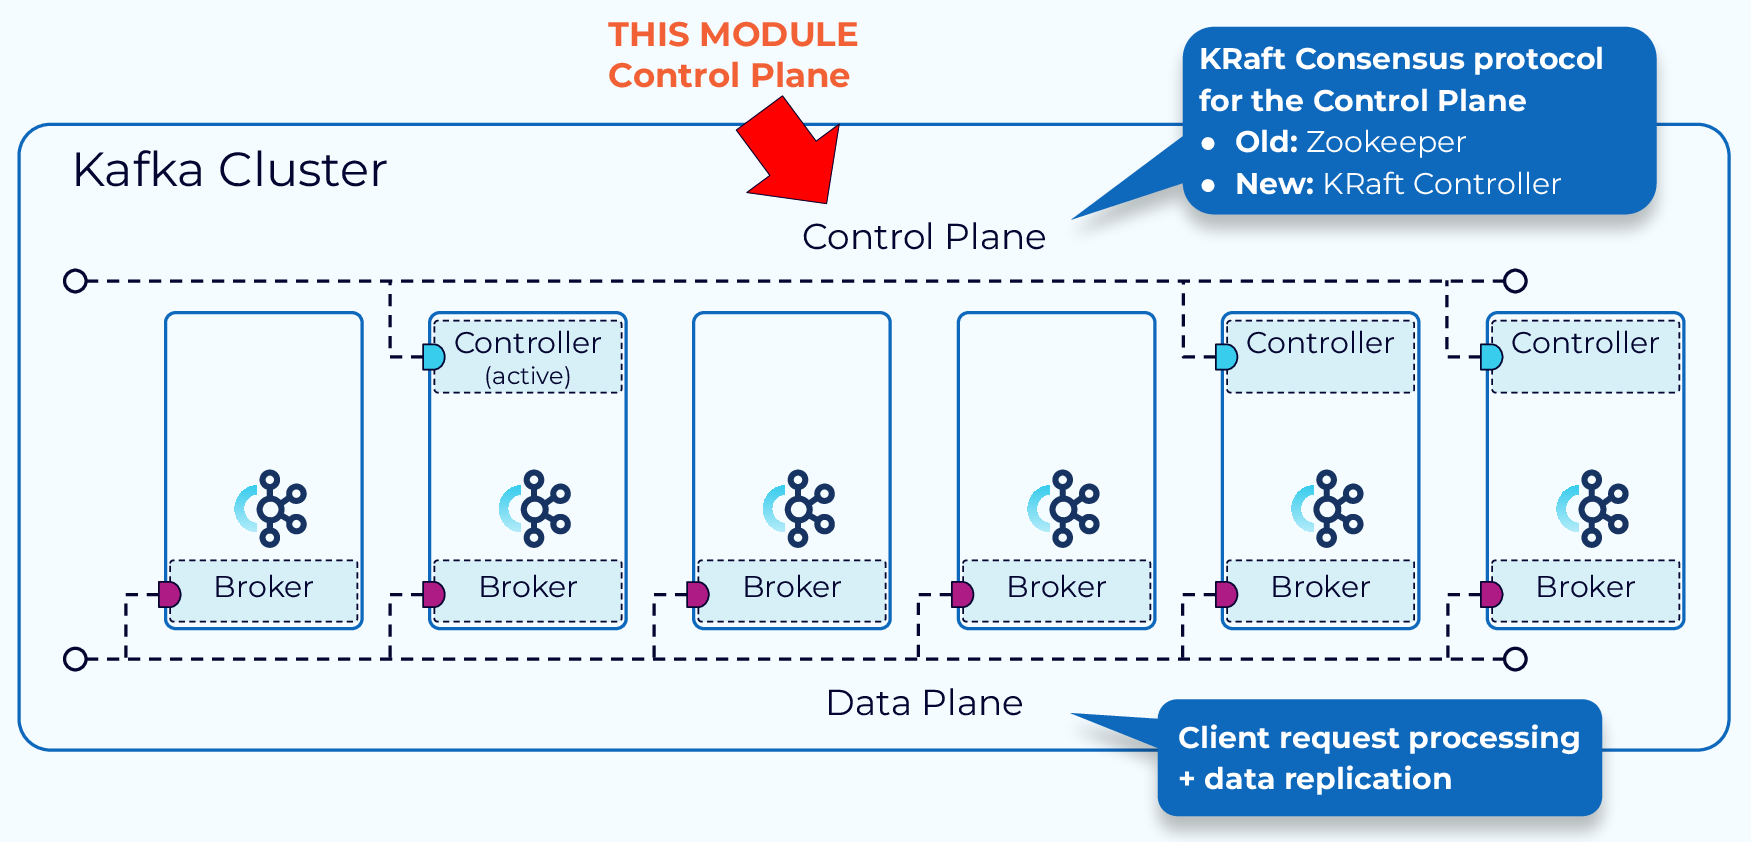 THIS MODULE
Control Plane
KRaft Consensus protocol
for the Control Plane
● Old: Zookeeper
● New: KRaft Controller
Kafka Cluster
Control Plane
Controller
(active)
Controller
Controller
Broker
Broker
Broker
Broker
Broker
Broker
Data Plane
Client request processing
+ data replication